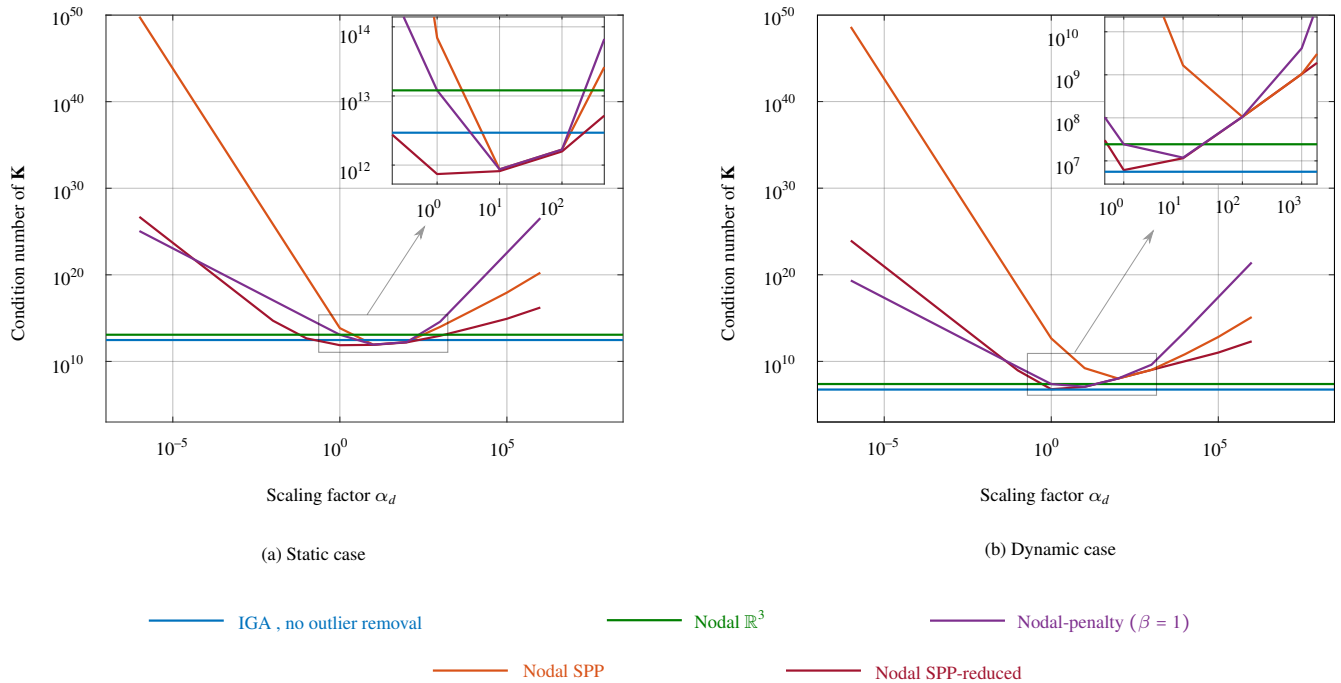 Condition number of K
10^50
10^40
10^30
10^20
10^10
10^-5
10^0
10^5
10^14
10^13
10^12
10^0
10^1
10^2
Scaling factor α_d
(a) Static case
Condition number of K
10^50
10^40
10^30
10^20
10^10
10^-5
10^0
10^5
10^10
10^9
10^8
10^7
10^0
10^1
10^2
10^3
Scaling factor α_d
(b) Dynamic case
IGA , no outlier removal
Nodal ℝ^3
Nodal-penalty (β = 1)
Nodal SPP
Nodal SPP-reduced